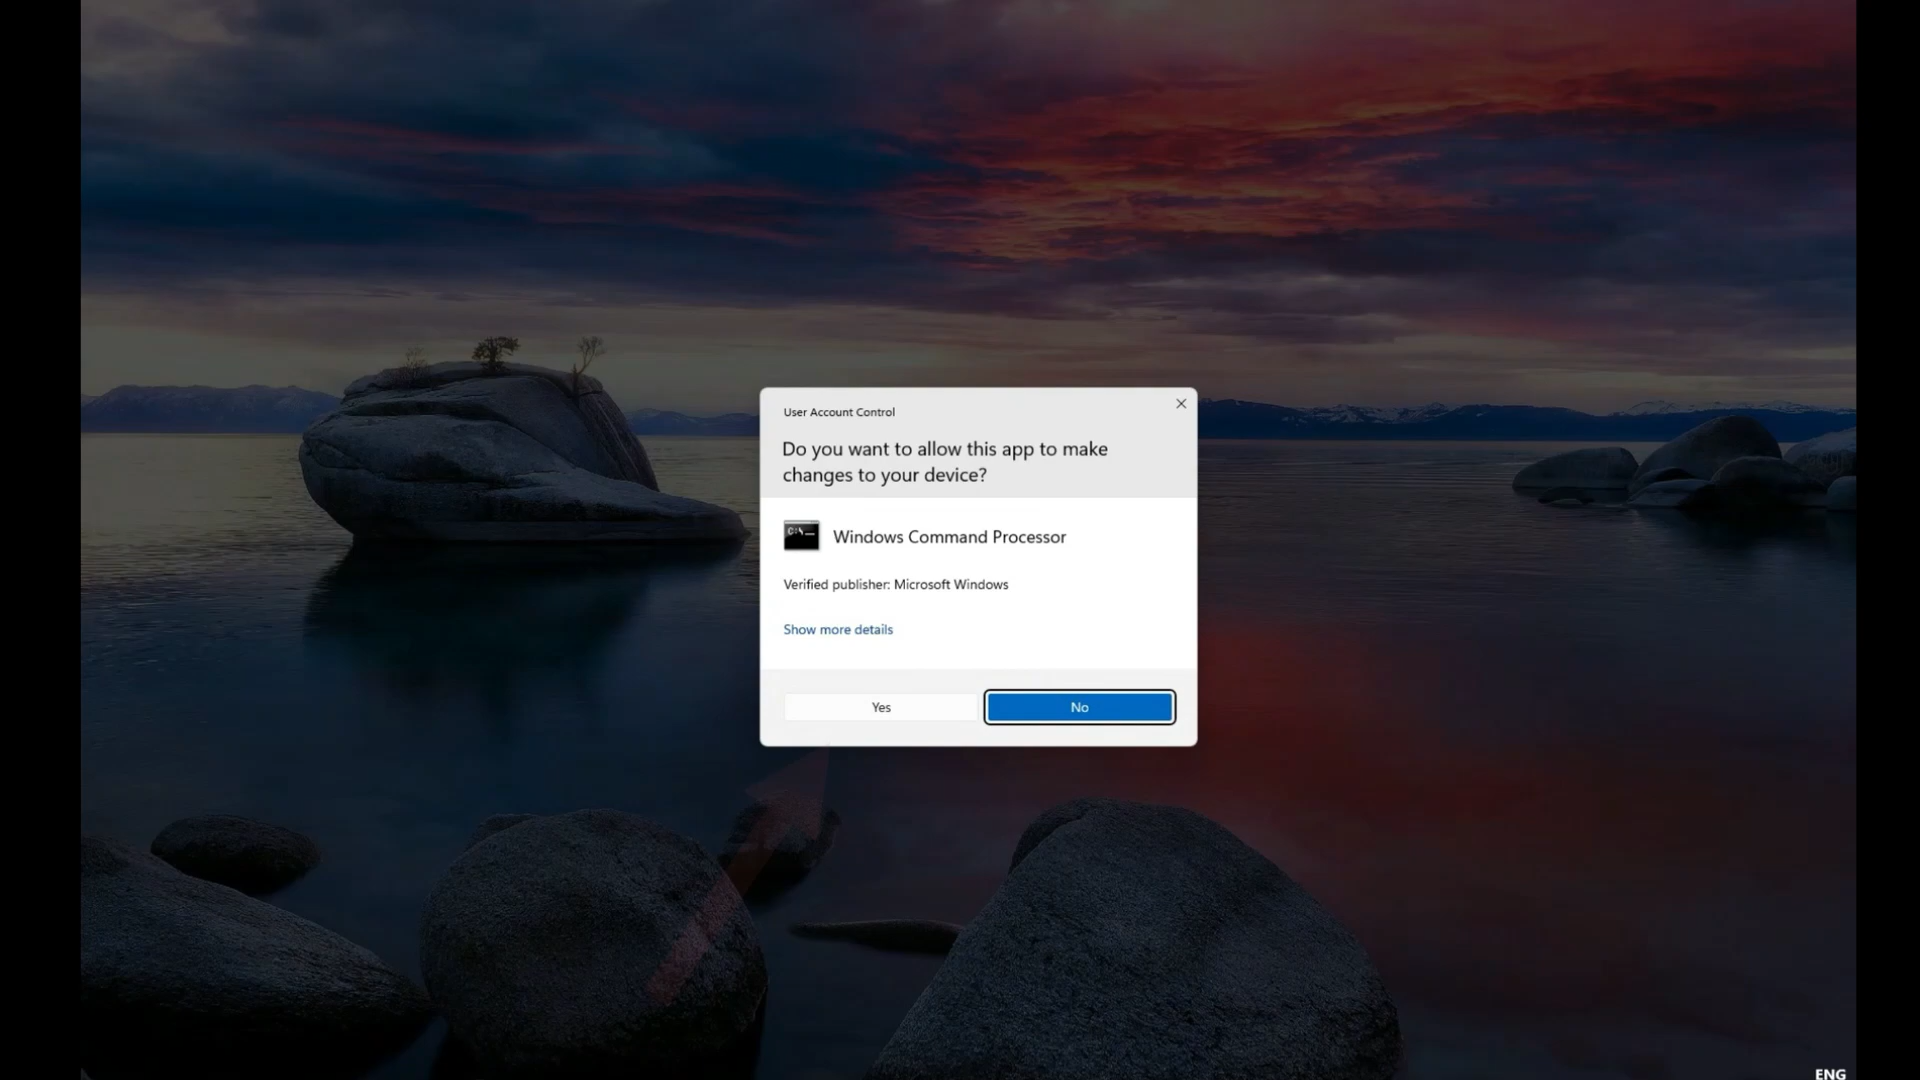 User Account Control
Do you want to allow this app to make
changes to your device?
C:\
Windows Command Processor
Verified publisher: Microsoft Windows
Show more details
Yes
No
ENG